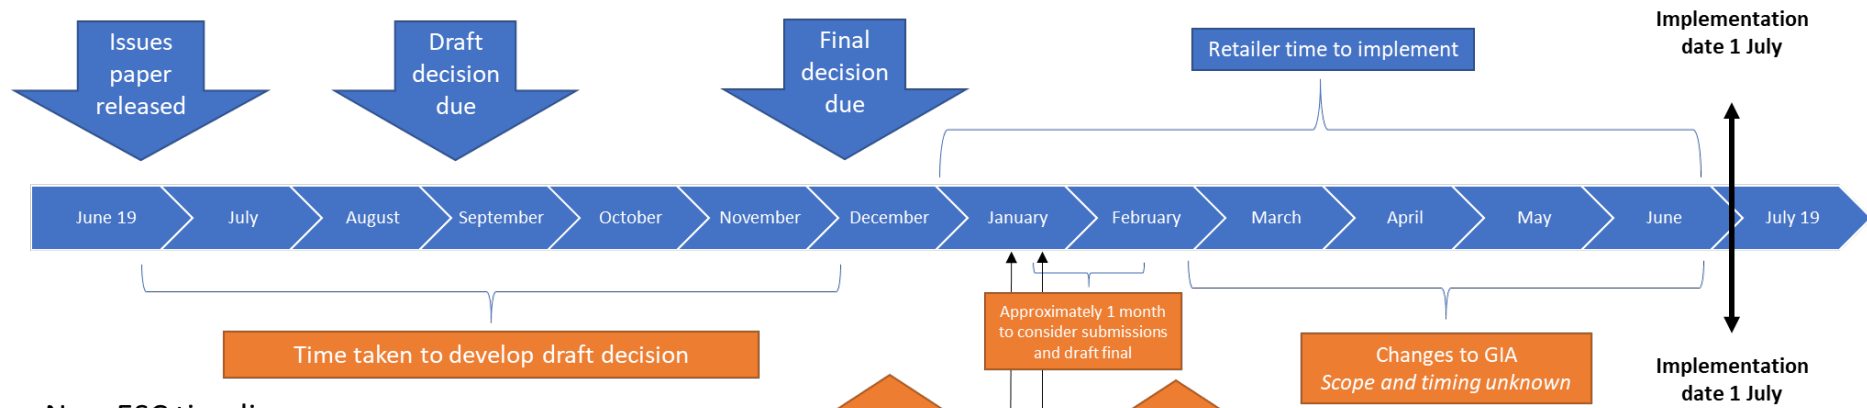 Issues
paper
released
Draft
decision
due
Final
decision
due
Retailer time to implement
Implementation
date 1 July
June 19
July
August
September
October
November
December
January
February
March
April
May
June
July 19
Time taken to develop draft decision
Approximately 1 month
to consider submissions
and draft final
Changes to GIA
Scope and timing unknown
Implementation
date 1 July